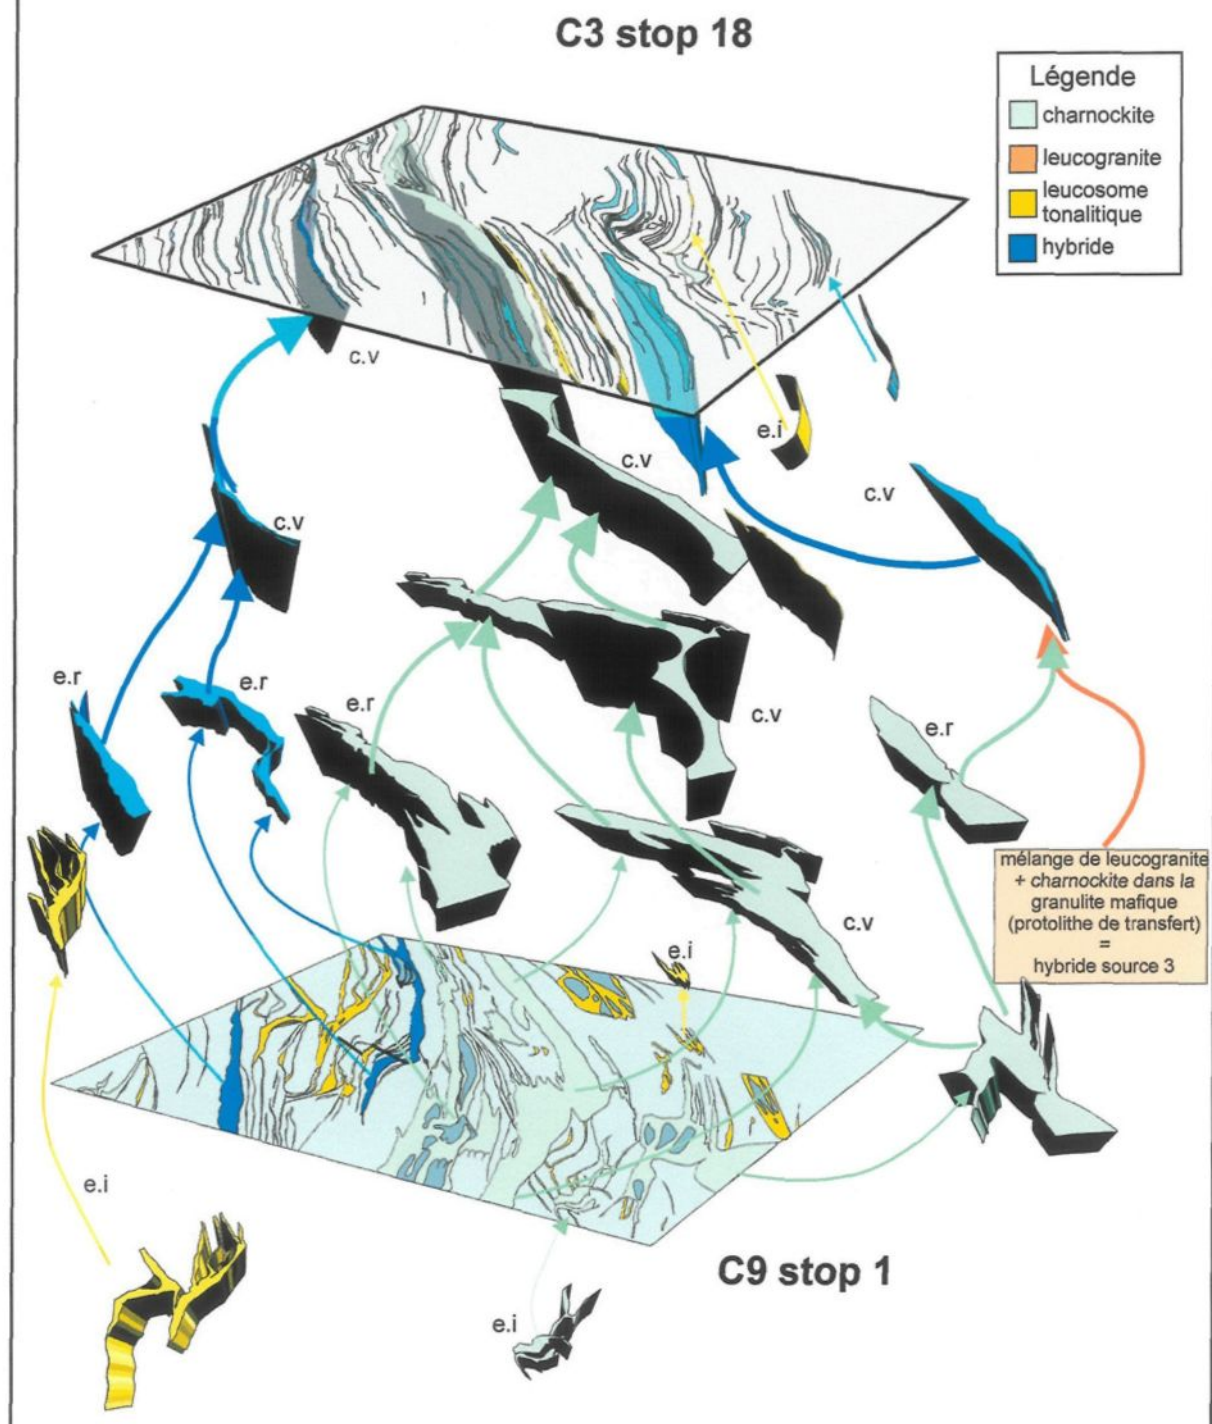 C3 stop 18
Légende
charnockite
leucogranite
leucosome
tonalitique
hybride
c.v
e.i
c.v
c.v
c.v
e.r
e.r
e.r
e.r
c.v
mélange de leucogranite
+ charnockite dans la
granulite mafique
(protolithe de transfert)
=
hybride source 3
c.v
e.i
e.i
C9 stop 1
e.i